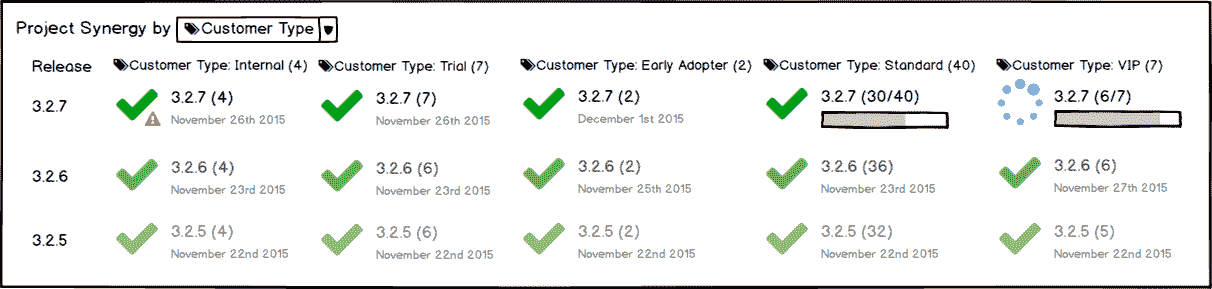 Project Synergy by Customer Type
Release Customer Type: Internal (4) Customer Type: Trial (7) Customer Type: Early Adopter (2) Customer Type: Standard (40) Customer Type: VIP (7)
3.2.7 3.2.7 (4) 3.2.7 (7) 3.2.7 (2) 3.2.7 (30/40) 3.2.7 (6/7)
November 26th 2015 November 26th 2015 December 1st 2015
3.2.6 3.2.6 (4) 3.2.6 (6) 3.2.6 (2) 3.2.6 (36) 3.2.6 (6)
November 23rd 2015 November 23rd 2015 November 25th 2015 November 23rd 2015 November 27th 2015
3.2.5 3.2.5 (4) 3.2.5 (6) 3.2.5 (2) 3.2.5 (32) 3.2.5 (5)
November 22nd 2015 November 22nd 2015 November 22nd 2015 November 22nd 2015 November 22nd 2015